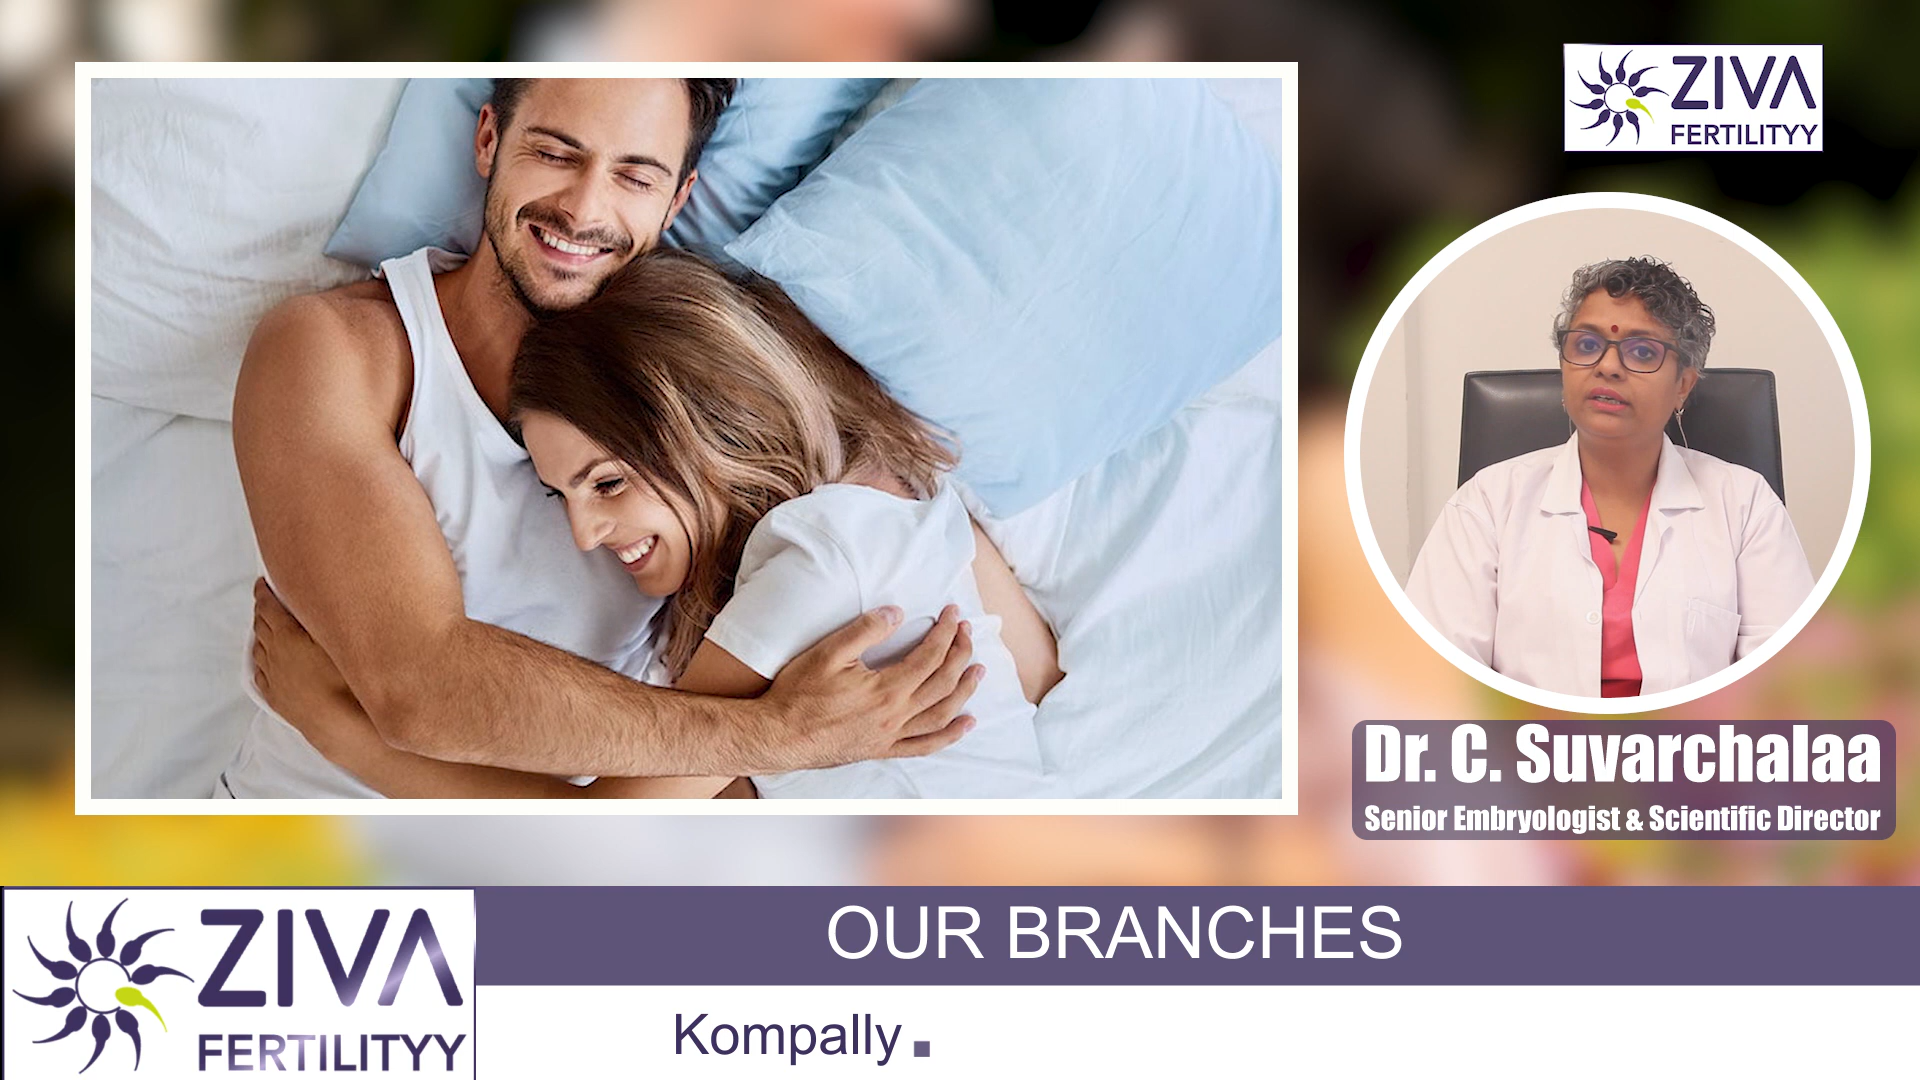 ZIVA
FERTILITYY
Dr. C. Suvarchalaa
Senior Embryologist & Scientific Director
ZIVA
FERTILITYY
OUR BRANCHES
Kompally